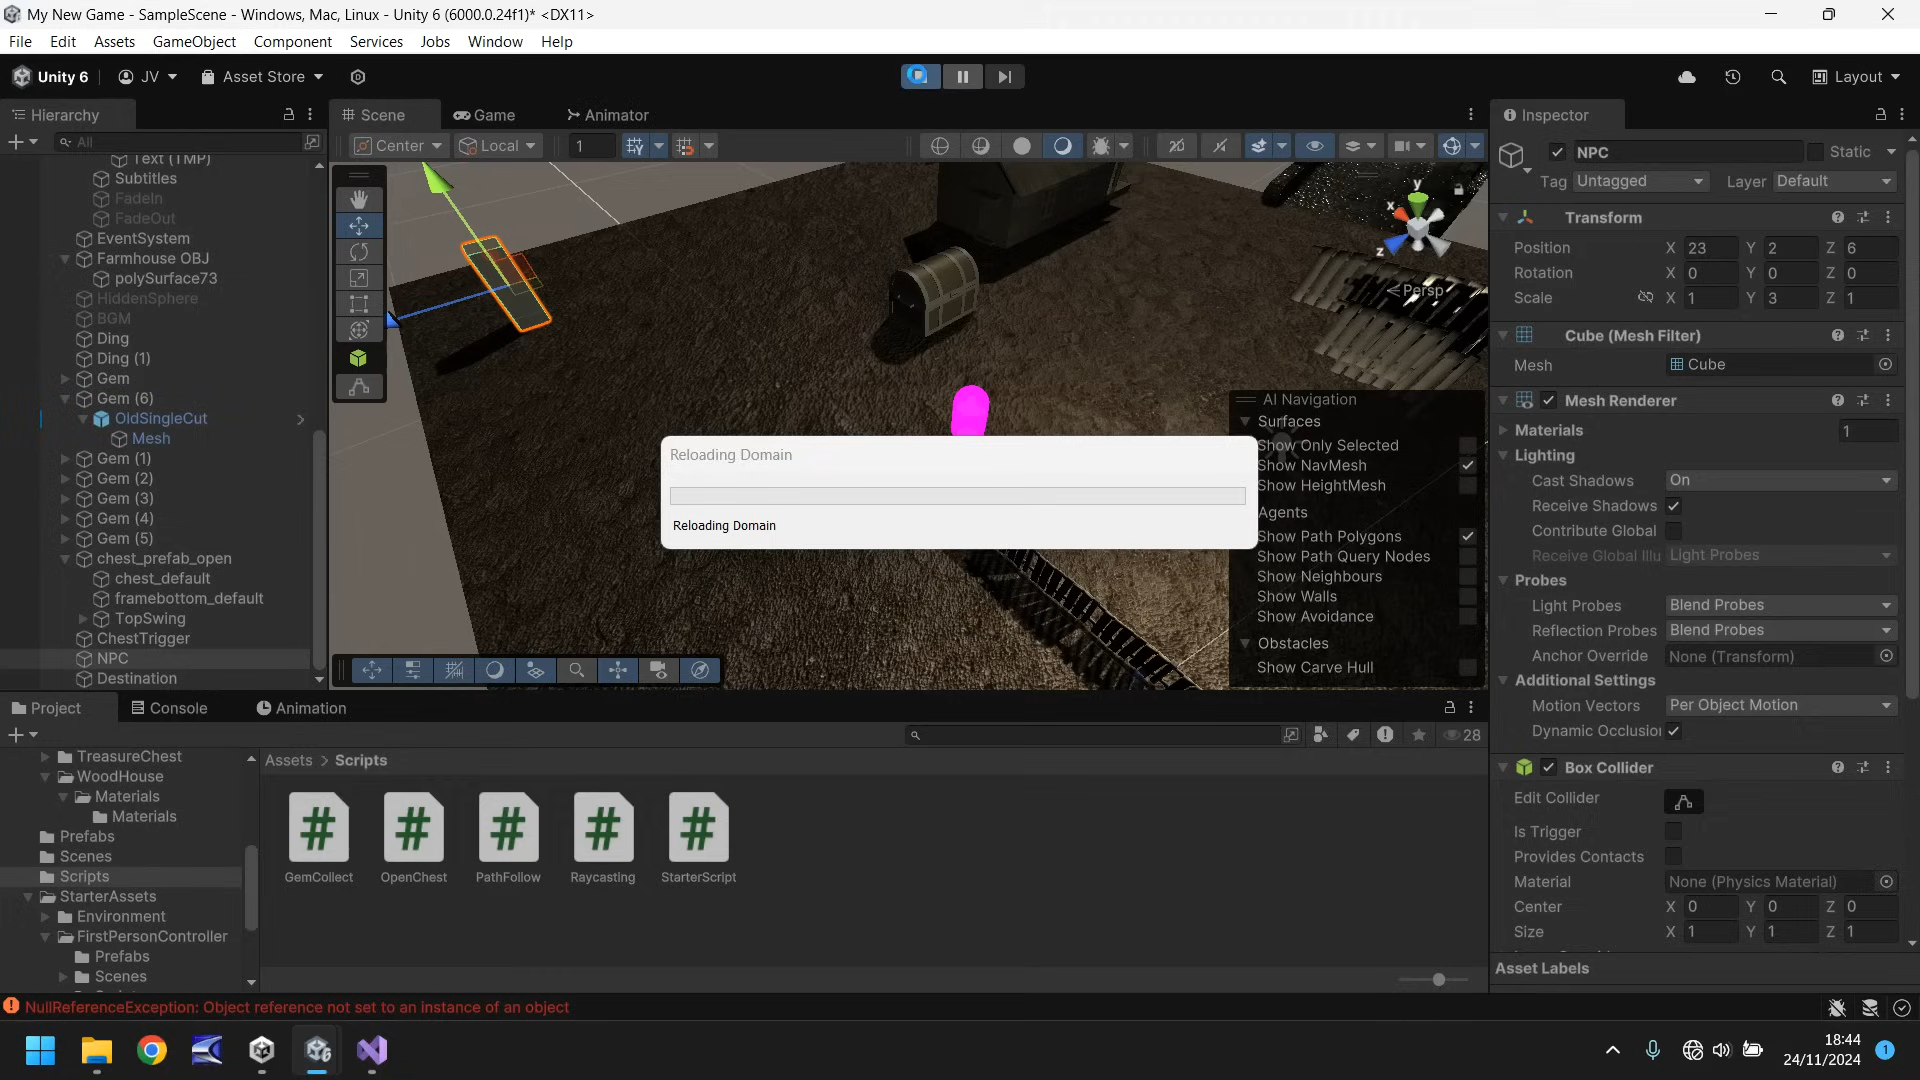 My New Game - SampleScene - Windows, Mac, Linux - Unity 6 (6000.0.24f1)* <DX11>
File Edit Assets GameObject Component Services Jobs Window Help
Unity 6 JV Asset Store Layout
Hierarchy
All
Text (TMP)
Subtitles
FadeIn
FadeOut
EventSystem
Farmhouse OBJ
polySurface73
HiddenSphere
BGM
Ding
Ding (1)
Gem
Gem (6)
OldSingleCut
Mesh
Gem (1)
Gem (2)
Gem (3)
Gem (4)
Gem (5)
chest_prefab_open
chest_default
framebottom_default
TopSwing
ChestTrigger
NPC
Destination
Scene Game Animator
Center Local 1
y
x
z
Persp
Reloading Domain
Reloading Domain
AI Navigation
Surfaces
Show Only Selected
Show NavMesh
Show HeightMesh
Agents
Show Path Polygons
Show Path Query Nodes
Show Neighbours
Show Walls
Show Avoidance
Obstacles
Show Carve Hull
Inspector
NPC Static
Tag Untagged Layer Default
Transform
Position X 23 Y 2 Z 6
Rotation X 0 Y 0 Z 0
Scale X 1 Y 3 Z 1
Cube (Mesh Filter)
Mesh Cube
Mesh Renderer
Materials 1
Lighting
Cast Shadows On
Receive Shadows
Contribute Global
Receive Global Illu Light Probes
Probes
Light Probes Blend Probes
Reflection Probes Blend Probes
Anchor Override None (Transform)
Additional Settings
Motion Vectors Per Object Motion
Dynamic Occlusion
Box Collider
Edit Collider
Is Trigger
Provides Contacts
Material None (Physics Material)
Center X 0 Y 0 Z 0
Size X 1 Y 1 Z 1
Asset Labels
Project Console Animation
28
TreasureChest
WoodHouse
Materials
Materials
Prefabs
Scenes
Scripts
StarterAssets
Environment
FirstPersonController
Prefabs
Scenes
Assets > Scripts
GemCollect OpenChest PathFollow Raycasting StarterScript
NullReferenceException: Object reference not set to an instance of an object
18:44
24/11/2024
1